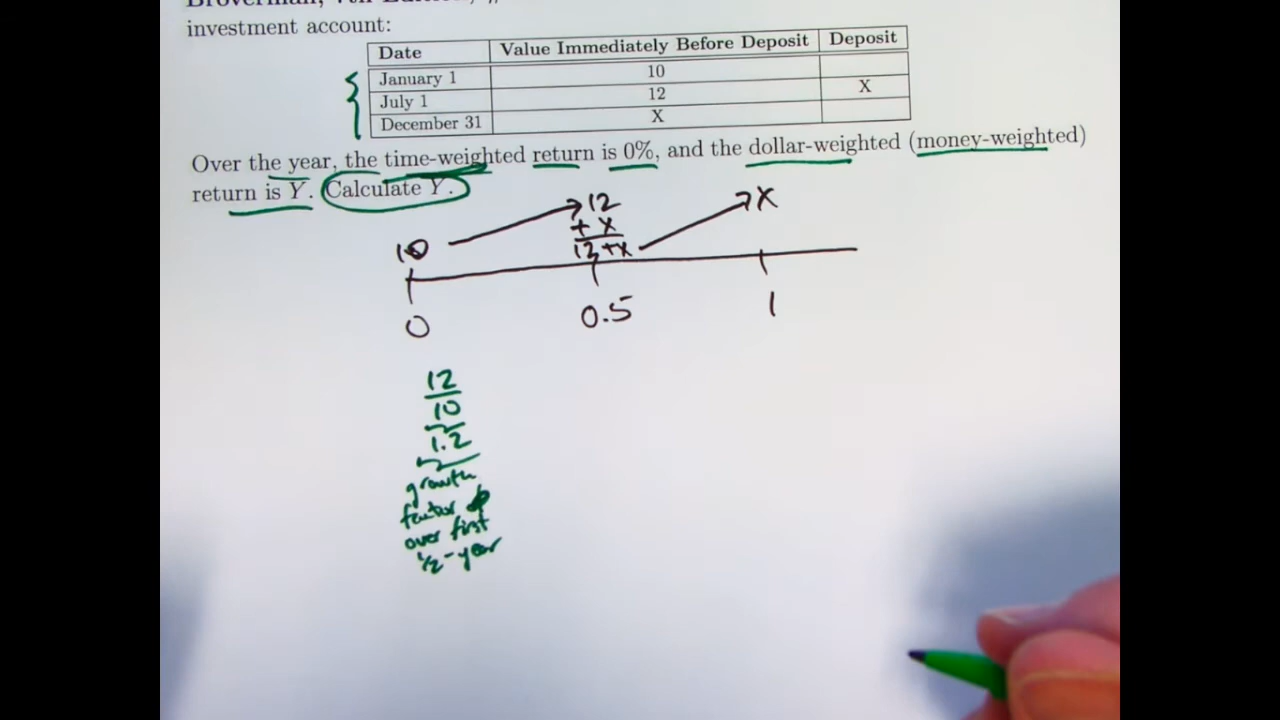 investment account:
Date Value Immediately Before Deposit Deposit
January 1 10
July 1 12 X
December 31 X
Over the year, the time-weighted return is 0%, and the dollar-weighted (money-weighted)
return is Y. Calculate Y.
10 12 X
+ X
12+X
0 0.5 1
12
10
1.2
growth
factor
over first
1/2-year